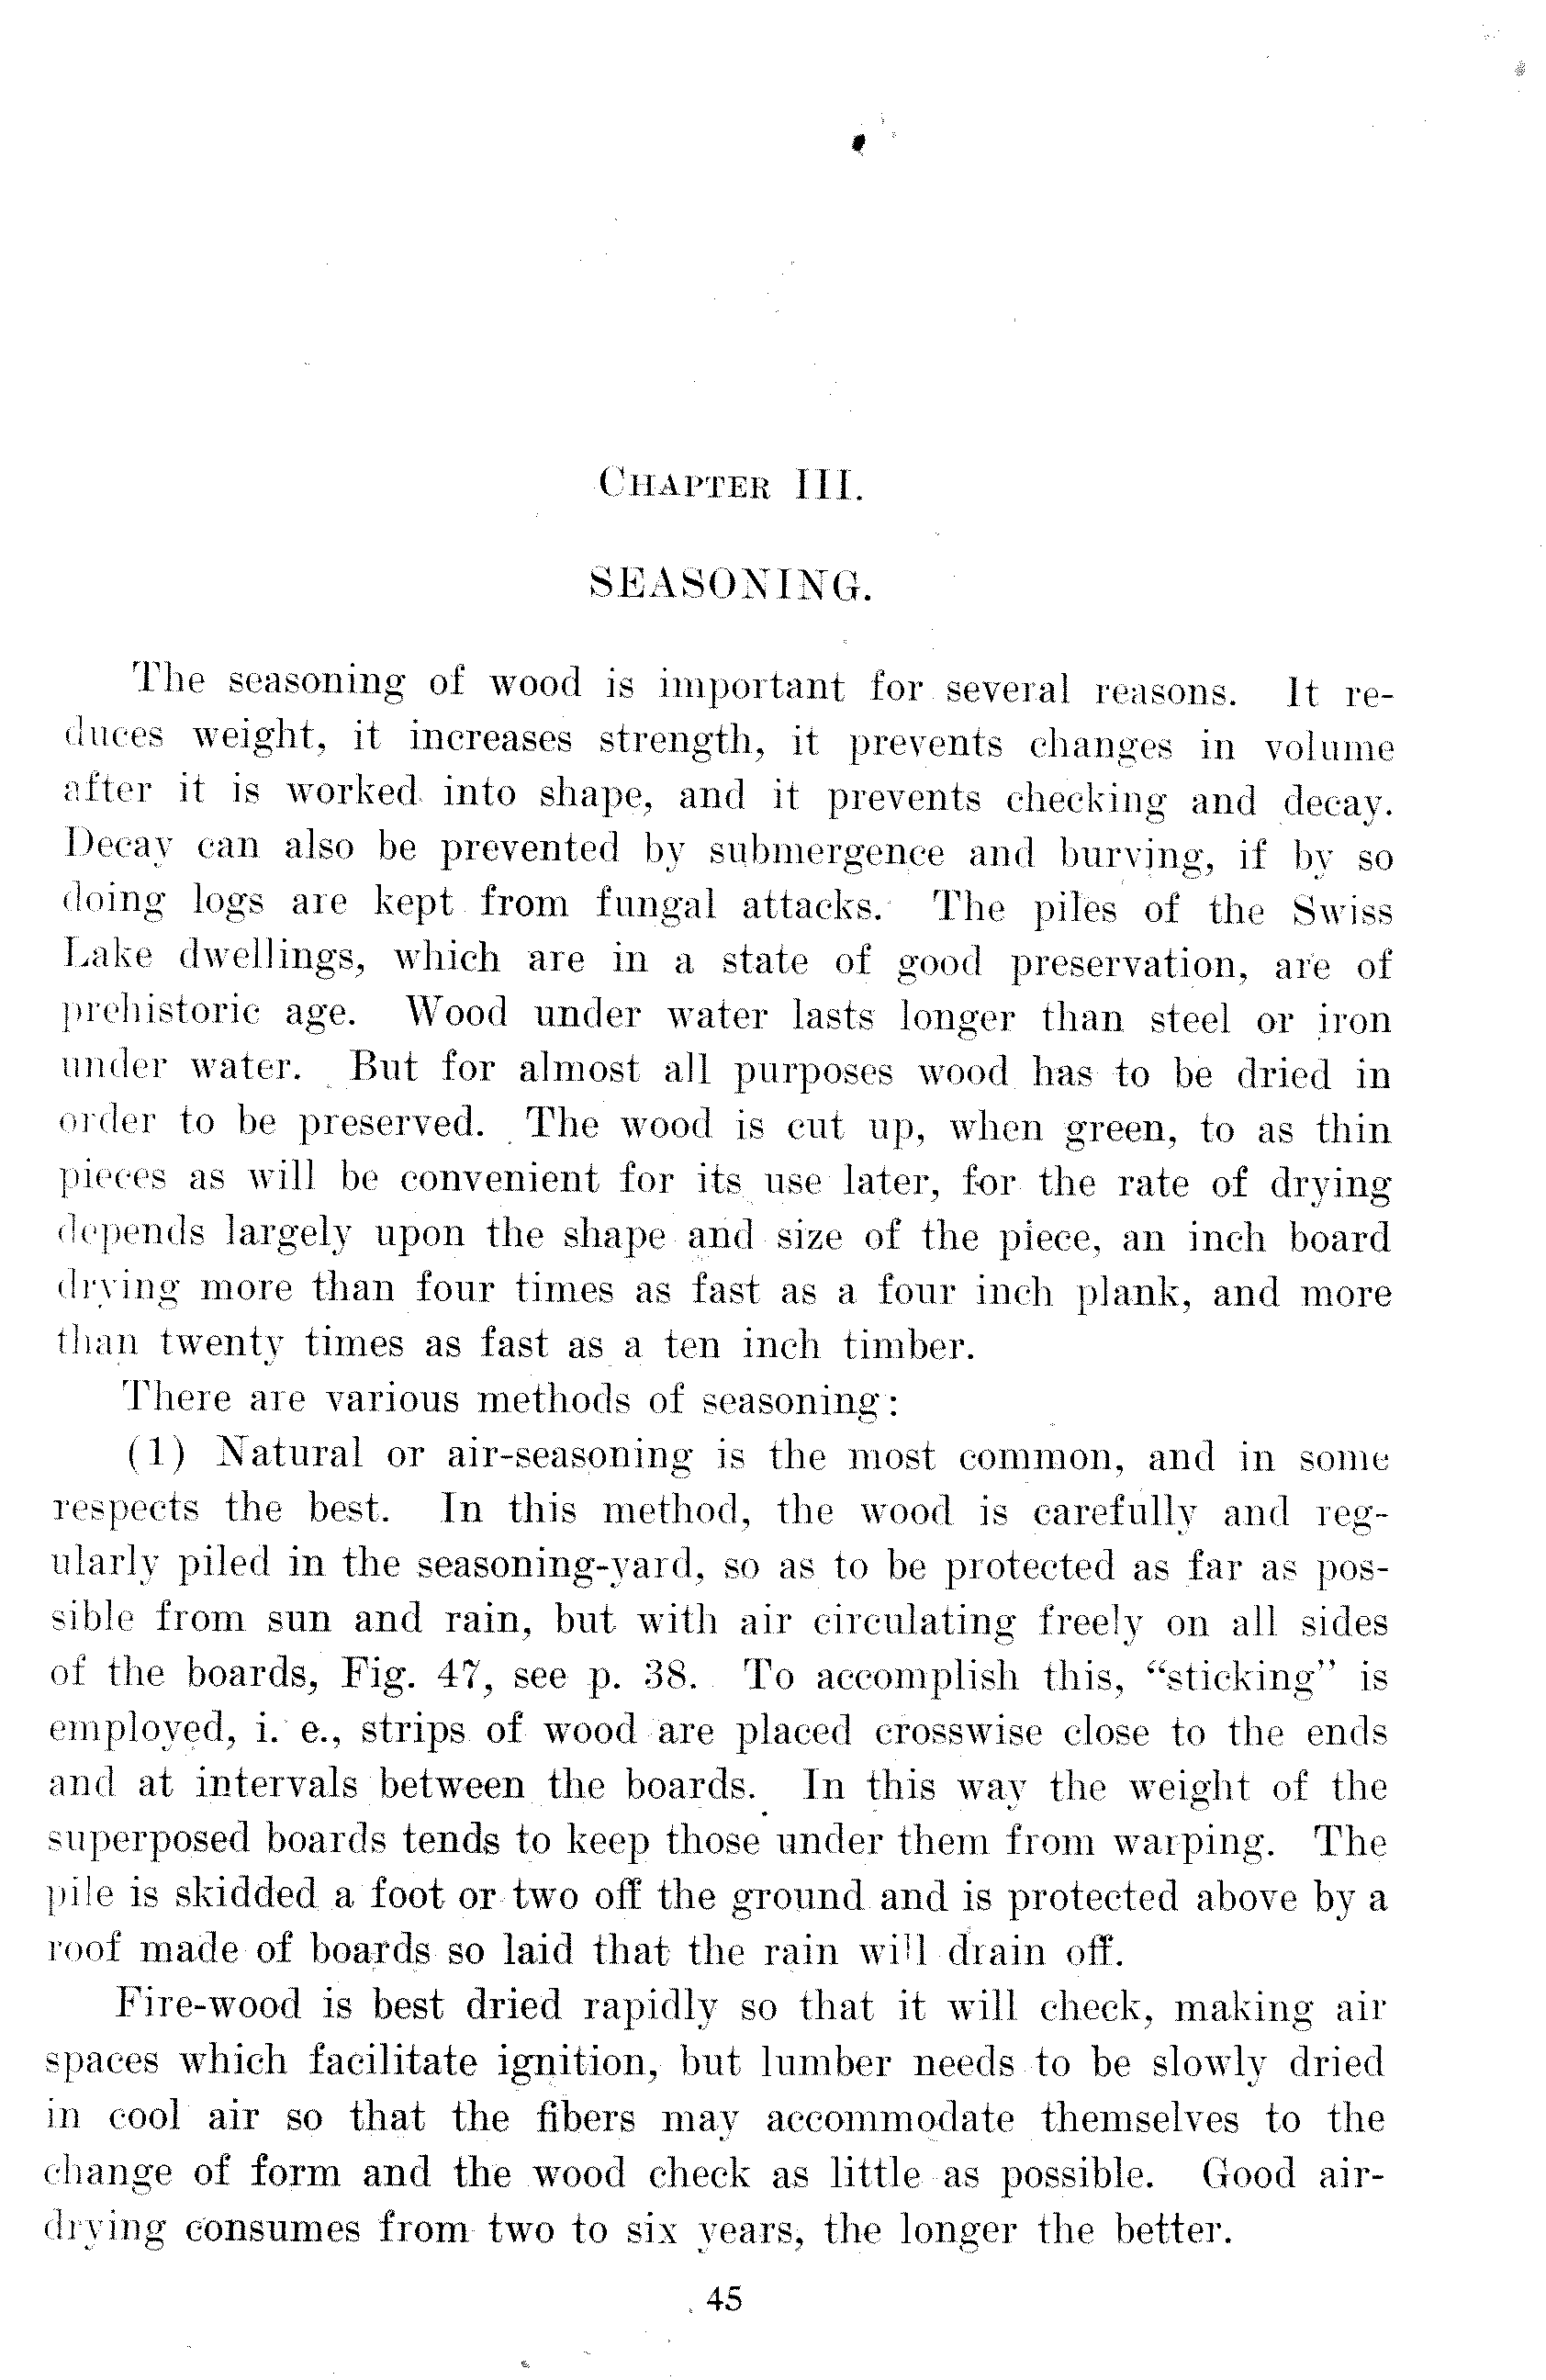 CHAPTER III.
SEASONING.
The seasoning of wood is important for several reasons. It re-
duces weight, it increases strength, it prevents changes in volume
after it is worked into shape, and it prevents checking and decay.
Decay can also be prevented by submergence and burying, if by so
doing logs are kept from fungal attacks. The piles of the Swiss
Lake dwellings, which are in a state of good preservation, are of
prehistoric age. Wood under water lasts longer than steel or iron
under water. But for almost all purposes wood has to be dried in
order to be preserved. The wood is cut up, when green, to as thin
pieces as will be convenient for its use later, for the rate of drying
depends largely upon the shape and size of the piece, an inch board
drying more than four times as fast as a four inch plank, and more
than twenty times as fast as a ten inch timber.
There are various methods of seasoning:
(1) Natural or air-seasoning is the most common, and in some
respects the best. In this method, the wood is carefully and reg-
ularly piled in the seasoning-yard, so as to be protected as far as pos-
sible from sun and rain, but with air circulating freely on all sides
of the boards, Fig. 47, see p. 38. To accomplish this, “sticking” is
employed, i. e., strips of wood are placed crosswise close to the ends
and at intervals between the boards. In this way the weight of the
superposed boards tends to keep those under them from warping. The
pile is skidded a foot or two off the ground and is protected above by a
roof made of boards so laid that the rain will drain off.
Fire-wood is best dried rapidly so that it will check, making air
spaces which facilitate ignition, but lumber needs to be slowly dried
in cool air so that the fibers may accommodate themselves to the
change of form and the wood check as little as possible. Good air-
drying consumes from two to six years, the longer the better.
45